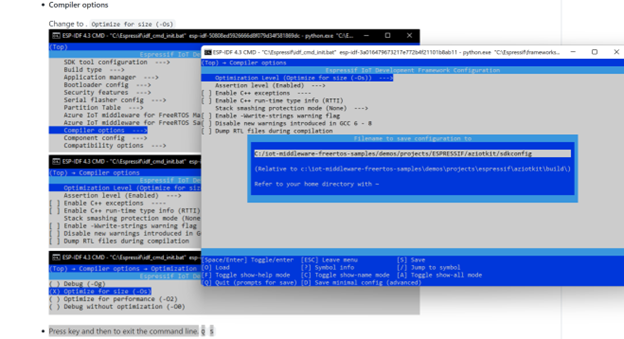 • Compiler options
Change to . Optimize for size (-Os)
ESP-IDF 4.3 CMD - "C:\Espressif\idf_cmd_init.bat" esp-idf-50808ed5926666d8f079d34f581869dc - python.exe "C:\E...
(Top)
Espressif IoT De
SDK tool configuration --->
Build type --->
Application manager --->
Bootloader config --->
Security features --->
Serial flasher config --->
Partition Table --->
Azure IoT middleware for FreeRTOS Ma
Azure IoT middleware for FreeRTOS Sa
Compiler options --->
Component config --->
Compatibility options --->
ESP-IDF 4.3 CMD - "C:\Espressif\idf_cmd_init.bat" esp-idf-3a016479673217e772b4f21101b8ab11 - python.exe "C:\Espressif\frameworks...
(Top) → Compiler options
Espressif IoT Development Framework Configuration
Optimization Level (Optimize for size (-Os)) --->
Assertion level (Enabled) --->
[ ] Enable C++ exceptions ----
[ ] Enable C++ run-time type info (RTTI)
Stack smashing protection mode (None) --->
[ ] Enable -Wwrite-strings warning flag
[ ] Disable new warnings introduced in GCC 6 - 8
[ ] Dump RTL files during compilation
Filename to save configuration to
C:/iot-middleware-freertos-samples/demos/projects/ESPRESSIF/aziotkit/sdkconfig
(Relative to c:\iot-middleware-freertos-samples\demos\projects\espressif\aziotkit\build\)
Refer to your home directory with ~
[Space/Enter] Toggle/enter [ESC] Leave menu [S] Save
[O] Load [?] Symbol info [/] Jump to symbol
[F] Toggle show-help mode [C] Toggle show-name mode [A] Toggle show-all mode
[Q] Quit (prompts for save) [D] Save minimal config (advanced)
ESP-IDF 4.3 CMD - "C:\Espressif\idf_cmd_init.bat" esp-
(Top) → Compiler options
Espressif
Optimization Level (Optimize for siz
Assertion level (Enabled) --->
[ ] Enable C++ exceptions ----
[ ] Enable C++ run-time type info (RTTI)
Stack smashing protection mode (None
[ ] Enable -Wwrite-strings warning flag
[ ] Disable new warnings introduced in G
[ ] Dump RTL files during compilation
ESP-IDF 4.3 CMD - "C:\Espressif\idf_cmd_init.bat" esp-
(Top) → Compiler options → Optimization
Espressif IoT De
( ) Debug (-Og)
(X) Optimize for size (-Os)
( ) Optimize for performance (-O2)
( ) Debug without optimization (-O0)
• Press key and then to exit the command line. Q S